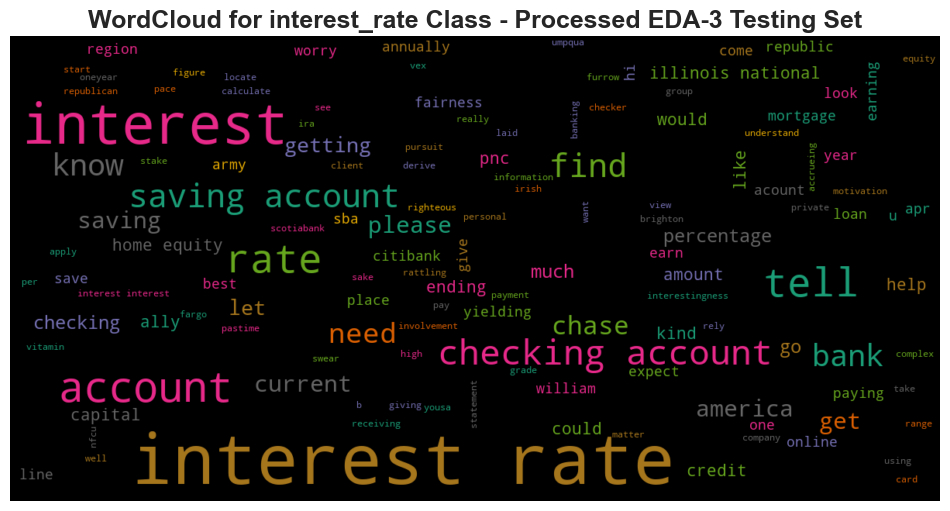 WordCloud for interest_rate Class - Processed EDA-3 Testing Set
region
worry
annually
umpqua
come
republic
start
oneyear
figure
locate
vex
furrow
hi
illinois national
equity
republican
pace
calculate
group
look
earning
interest
see
ira
fairness
really
laid
banking
checker
would
mortgage
understand
know
stake
army
getting
client
pursuit
derive
pnc
information
irish
find
like
accrueing
year
saving account
righteous
personal
want
view
acount
private
motivation
saving
scotiabank
sba
please
brighton
loan
u
apr
home equity
apply
rate
citibank
give
percentage
earn
per
save
interest interest
best
sake
rattling
ending
much
amount
interestingness
tell
help
checking
ally
fargo
let
place
pay
payment
yielding
pastime
need
involvement
chase
kind
rely
vitamin
swear
high
checking account
go
bank
complex
account
current
grade
william
expect
paying
take
capital
b
giving
yousa
statement
america
get
range
nfcu
receiving
could
matter
one
company
online
well
line
interest rate
credit
using
card